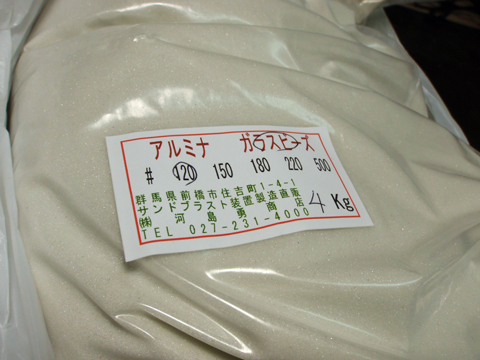 アルミナ ガラスビーズ
# 120 150 180 220 500
群馬県前橋市住吉町1-4-1
サンドブラスト装置製造直販
㈱ 河島勇商店 4 Kg
TEL 027-231-4000